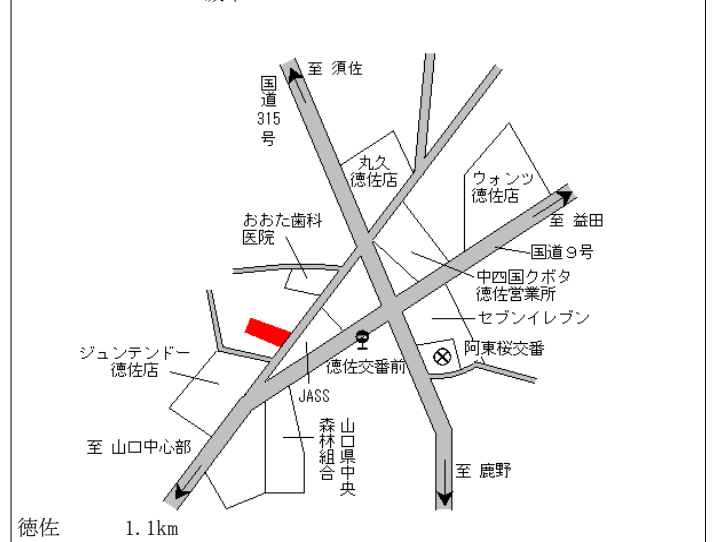 至 須佐
国
道
315
号
丸久
徳佐店
ウォンツ
徳佐店
おおた歯科
医院
至 益田
国道9号
中四国クボタ
徳佐営業所
セブンイレブン
ジュンテンドー
徳佐店
徳佐交番前
阿東桜交番
JASS
山口県中央
森林組合
至 山口中心部
至 鹿野
徳佐 1.1km